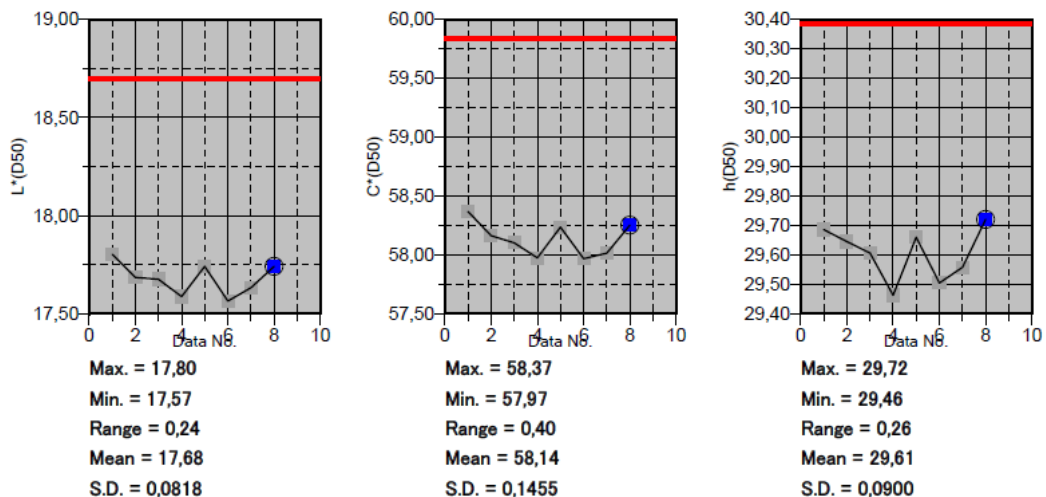 L*(D50)
19,00
18,50
18,00
17,50
0 2 4 6 8 10
Data No.
Max. = 17,80
Min. = 17,57
Range = 0,24
Mean = 17,68
S.D. = 0,0818
C*(D50)
60,00
59,50
59,00
58,50
58,00
57,50
0 2 4 6 8 10
Data No.
Max. = 58,37
Min. = 57,97
Range = 0,40
Mean = 58,14
S.D. = 0,1455
h(D50)
30,40
30,40
30,30
30,20
30,10
30,00
29,90
29,80
29,70
29,60
29,50
29,40
0 2 4 6 8 10
Data No.
Max. = 29,72
Min. = 29,46
Range = 0,26
Mean = 29,61
S.D. = 0,0900